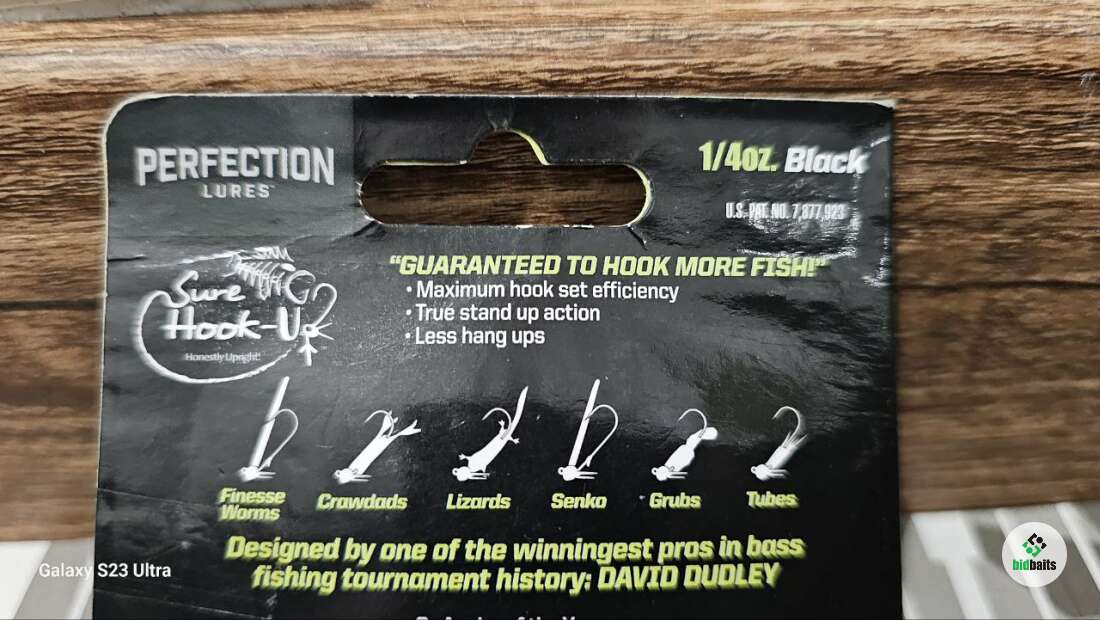 PERFECTION
LURES
1/4oz. Black
U.S. PAT. NO. 7,877,923
Sure JIG
Hook-Up
Honestly Upright!
"GUARANTEED TO HOOK MORE FISH!"
• Maximum hook set efficiency
• True stand up action
• Less hang ups
Finesse
Worms
Crawdads
Lizards
Senko
Grubs
Tubes
Designed by one of the winningest pros in bass
fishing tournament history: DAVID DUDLEY
Galaxy S23 Ultra
bidbaits